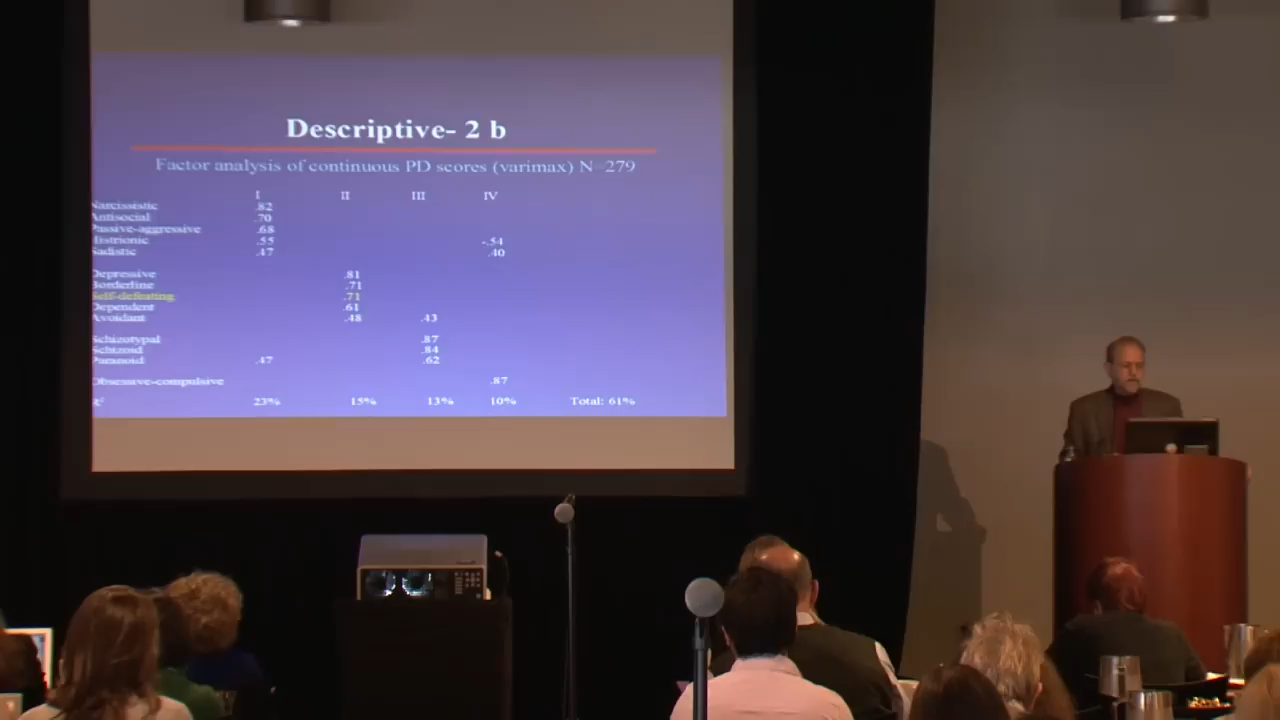 Descriptive- 2 b
Factor analysis of continuous PD scores (varimax) N=279
I II III IV
Narcissistic .82
Antisocial .70
Passive-aggressive .68
Histrionic .55 -.54
Sadistic .47 .40
Depressive .81
Borderline .71
Self-defeating .71
Dependent .61
Avoidant .48 .43
Schizotypal .87
Schizoid .84
Paranoid .47 .62
Obsessive-compulsive .87
R² 23% 15% 13% 10% Total: 61%